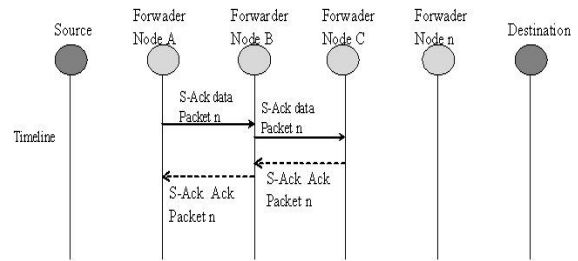 Source
Forwader
Node A
Forwarder
Node B
Forwader
Node C
Forwader
Node n
Destination
S-Ack data
Packet n
S-Ack data
Packet n
Timeline
S-Ack Ack
Packet n
S-Ack Ack
Packet n